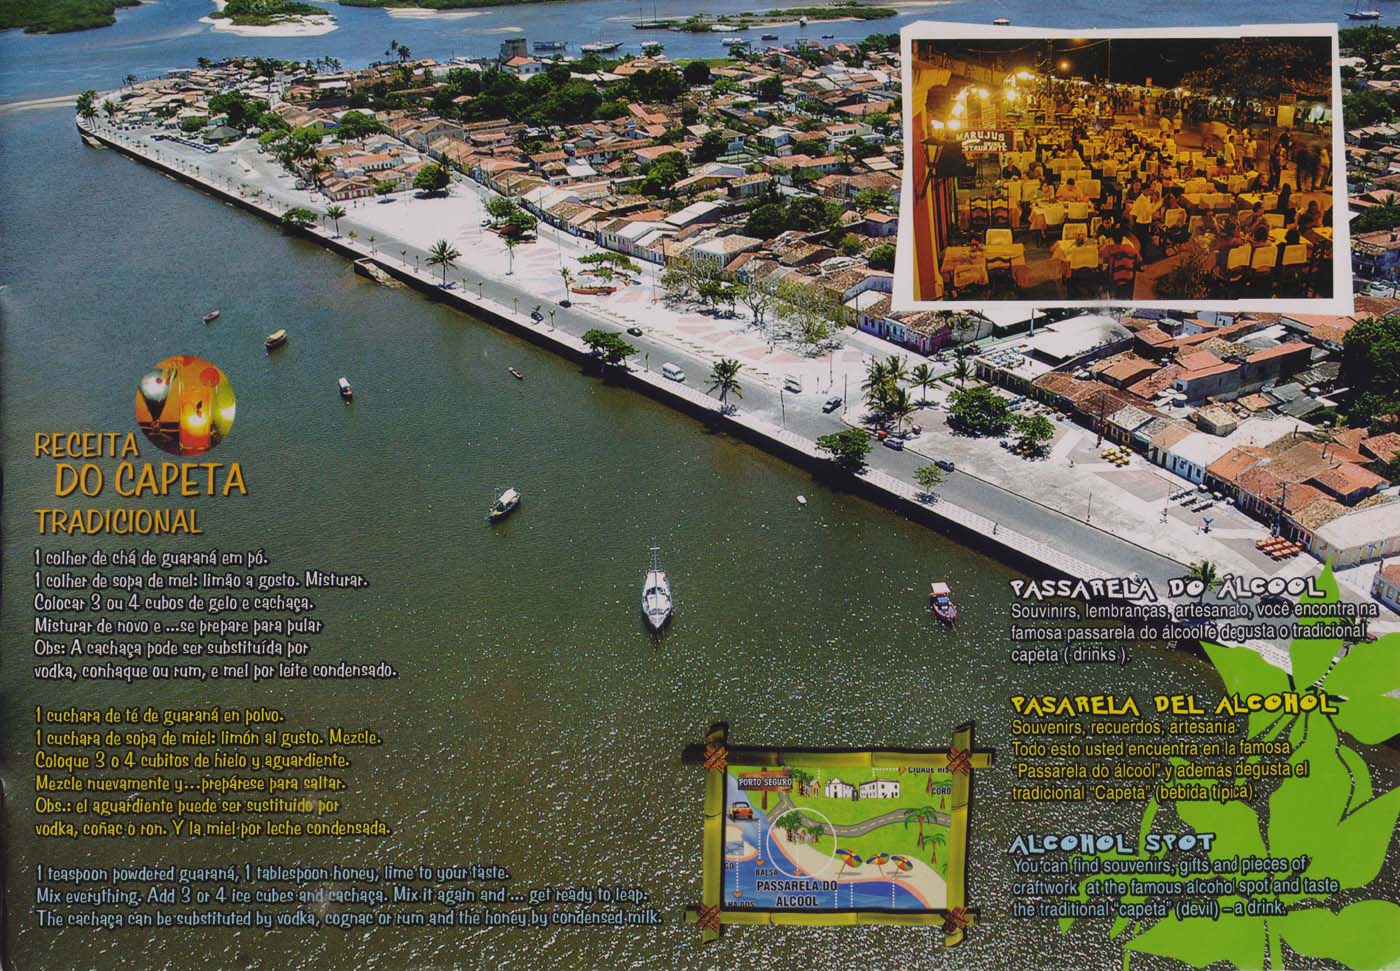 MARUJUS
RECEITA
DO CAPETA
TRADICIONAL
1 colher de chá de guaraná em pó.
1 colher de sopa de mel: limão a gosto. Misturar.
Colocar 3 ou 4 cubos de gelo e cachaça.
Misturar de novo e ...se prepare para pular
Obs: A cachaça pode ser substituída por
vodka, conhaque ou rum, e mel por leite condensado.
1 cuchara de té de guaraná en polvo.
1 cuchara de sopa de miel: limón al gusto. Mezcle.
Coloque 3 o 4 cubitos de hielo y aguardiente.
Mezcle nuevamente y...prepárese para saltar.
Obs.: el aguardiente puede ser sustituido por
vodka, coñac o ron. Y la miel por leche condensada.
1 teaspoon powdered guaraná, 1 tablespoon honey, lime to your taste.
Mix everything. Add 3 or 4 ice cubes and cachaça. Mix it again and ... get ready to leap.
The cachaça can be substituted by vodka, cognac or rum and the honey by condensed milk.
PORTO SEGURO
CIDADE HIS
CORO
BALSA
PASSARELA DO
ÁLCOOL
PASSARELA DO ÁLCOOL
Souvinirs, lembranças, artesanato, você encontra na
famosa passarela do álcool e degusta o tradicional
capeta ( drinks ).
PASARELA DEL ALCOHOL
Souvenirs, recuerdos, artesanía.
Todo esto usted encuentra en la famosa
"Passarela do álcool" y además degusta el
tradicional "Capeta" (bebida típica).
ALCOHOL SPOT
You can find souvenirs, gifts and pieces of
craftwork at the famous alcohol spot and taste
the traditional "capeta" (devil) – a drink.